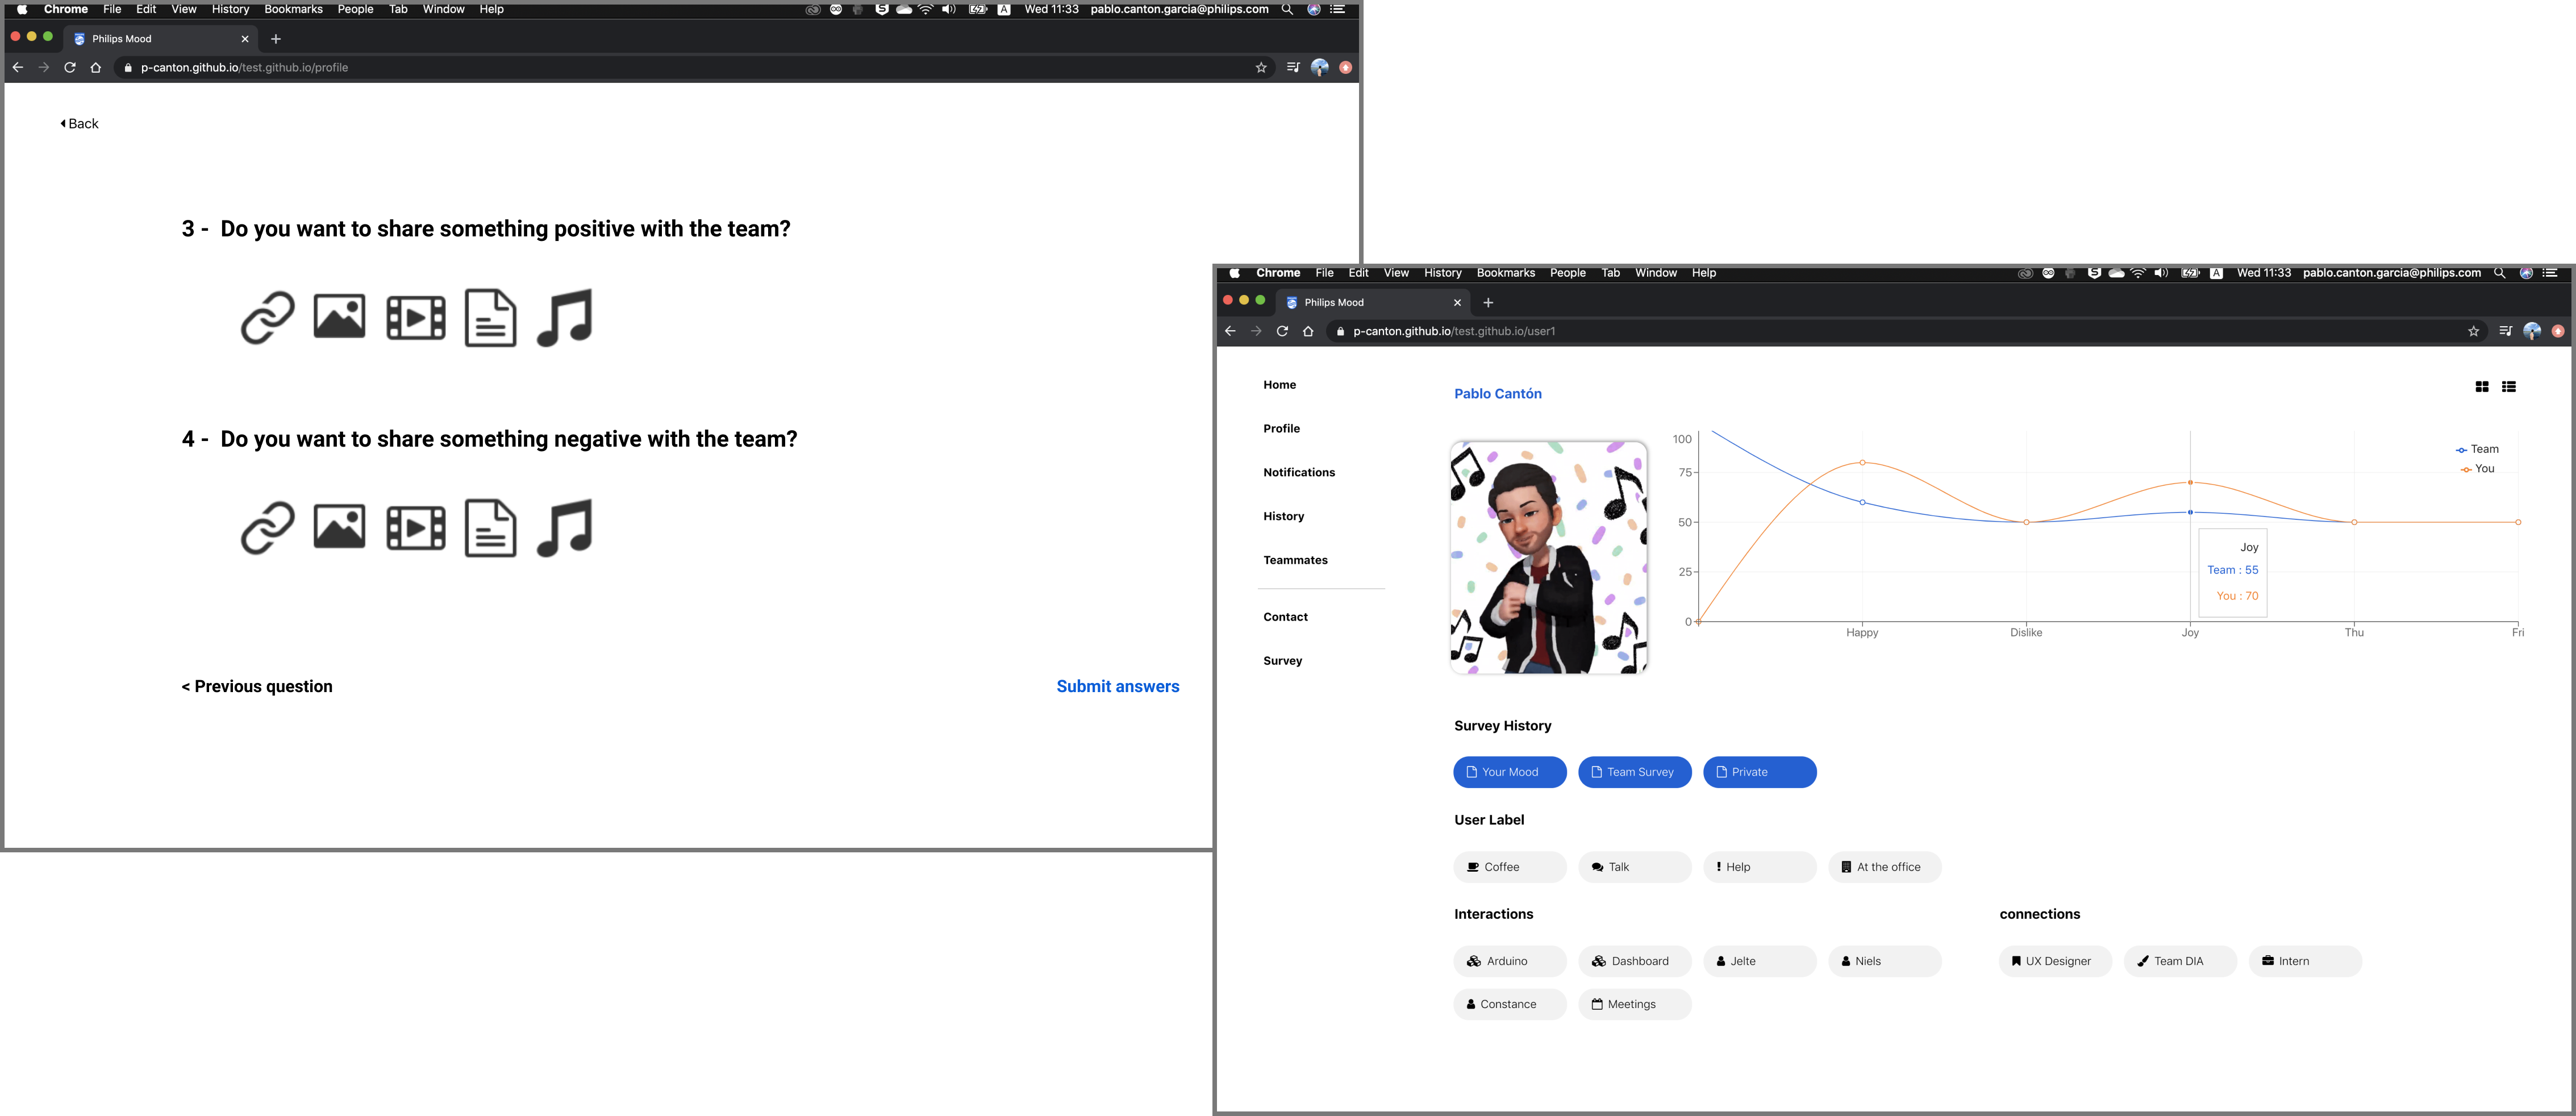 Chrome File Edit View History Bookmarks People Tab Window Help
Wed 11:33 pablo.canton.garcia@philips.com
Philips Mood
p-canton.github.io/test.github.io/profile
Back
3 - Do you want to share something positive with the team?
4 - Do you want to share something negative with the team?
< Previous question
Submit answers
Chrome File Edit View History Bookmarks People Tab Window Help
Wed 11:33 pablo.canton.garcia@philips.com
Philips Mood
p-canton.github.io/test.github.io/user1
Home
Profile
Notifications
History
Teammates
Contact
Survey
Pablo Cantón
100
75
50
25
0
Happy Dislike Joy Thu Fri
Team
You
Joy
Team : 55
You : 70
Survey History
Your Mood Team Survey Private
User Label
Coffee Talk Help At the office
Interactions
Arduino Dashboard Jelte Niels
Constance Meetings
connections
UX Designer Team DIA Intern